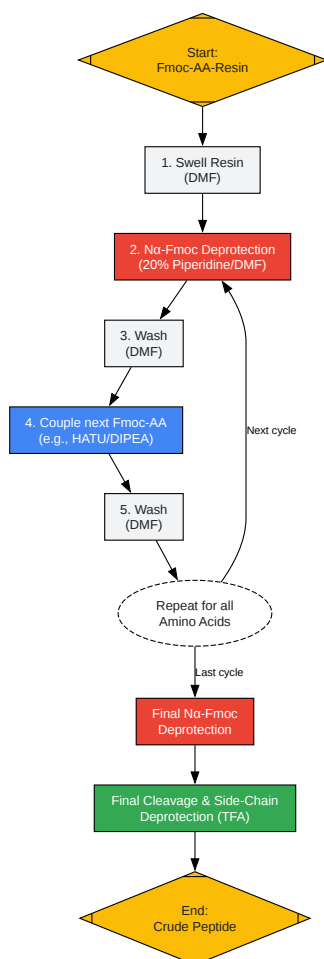 Start:
Fmoc-AA-Resin
1. Swell Resin
(DMF)
2. Nα-Fmoc Deprotection
(20% Piperidine/DMF)
3. Wash
(DMF)
4. Couple next Fmoc-AA
(e.g., HATU/DIPEA)
Next cycle
5. Wash
(DMF)
Repeat for all
Amino Acids
Last cycle
Final Nα-Fmoc
Deprotection
Final Cleavage & Side-Chain
Deprotection (TFA)
End:
Crude Peptide